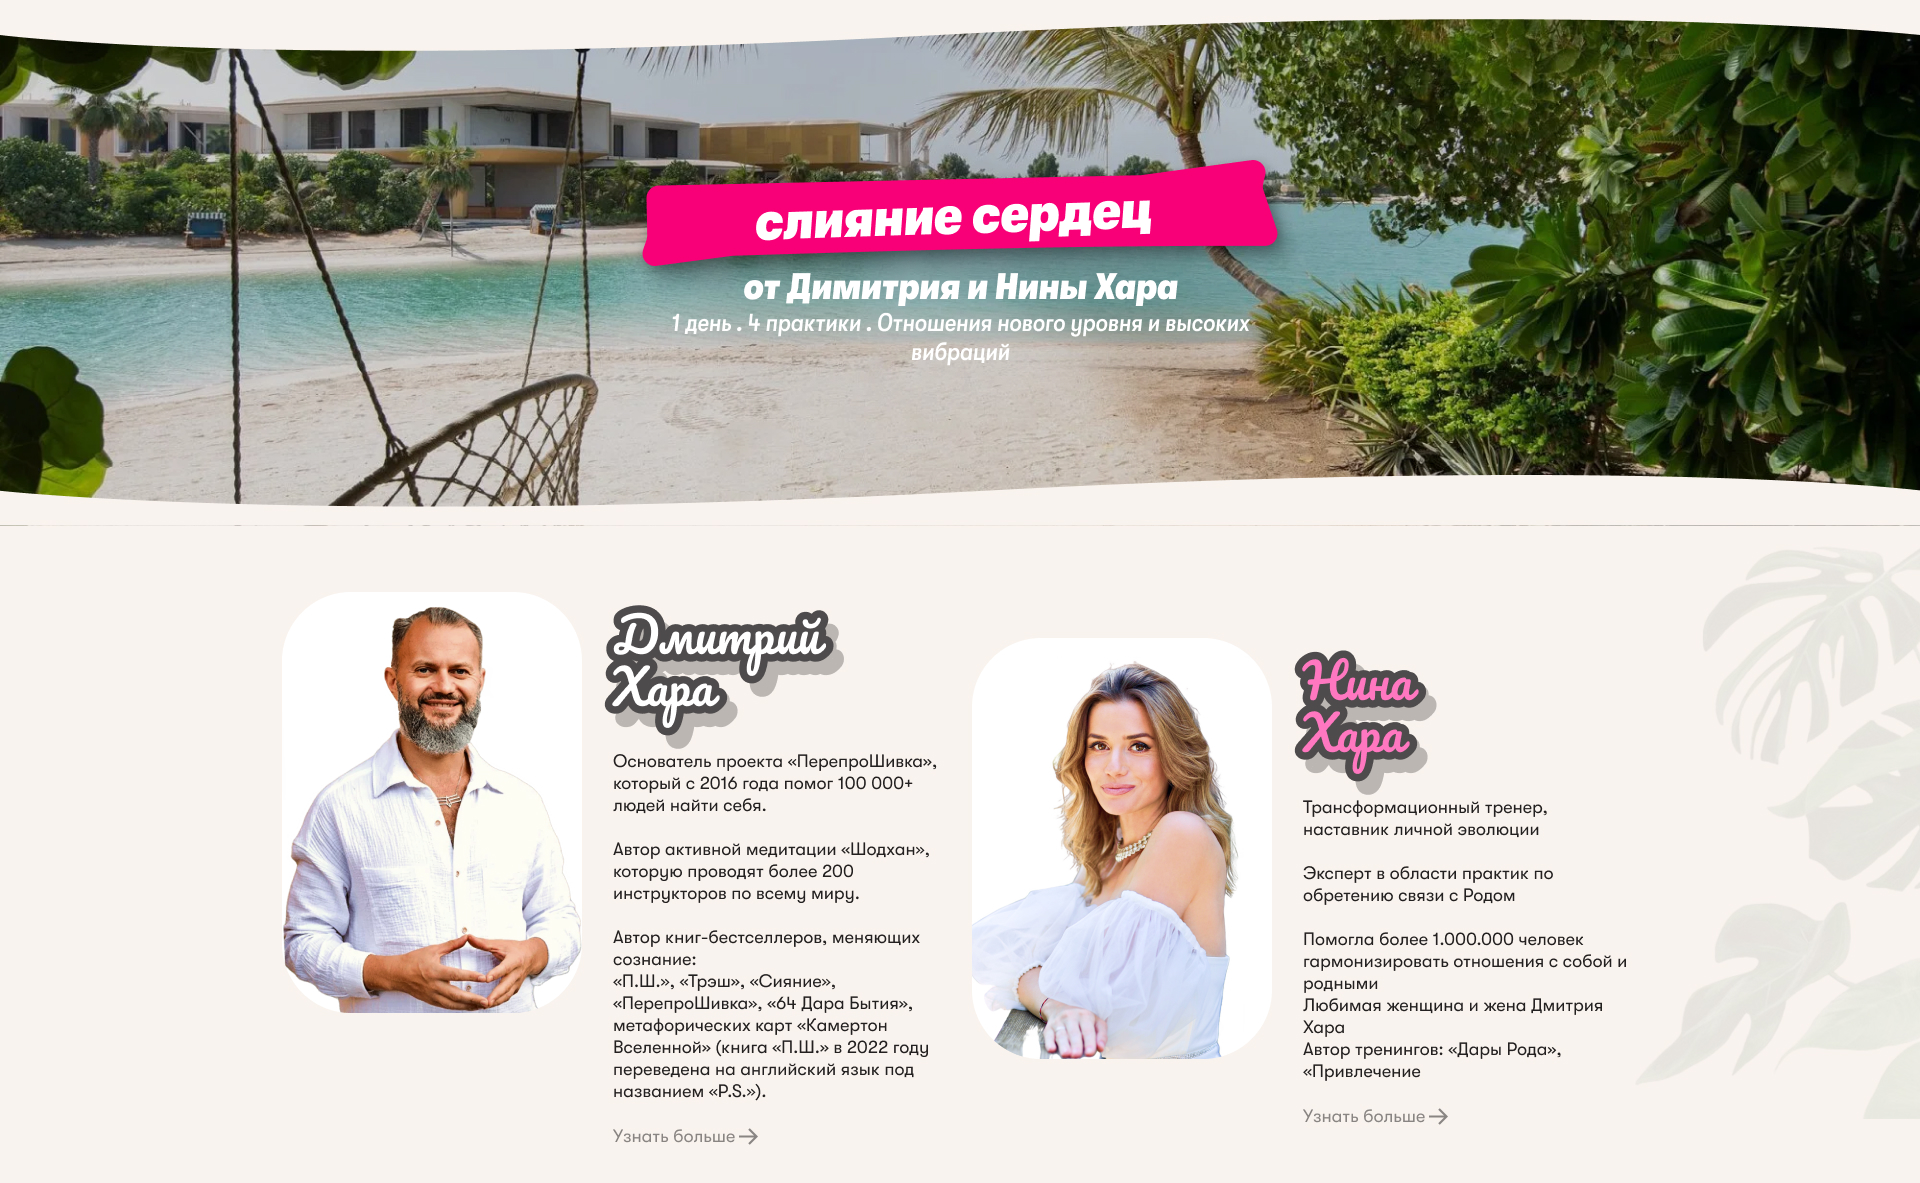 слияние сердец
от Димитрия и Нины Хара
1 день . 4 практики . Отношения нового уровня и высоких
вибраций
Дмитрий
Хара
Основатель проекта «ПерепроШивка»,
который с 2016 года помог 100 000+
людей найти себя.
Автор активной медитации «Шодхан»,
которую проводят более 200
инструкторов по всему миру.
Автор книг-бестселлеров, меняющих
сознание:
«П.Ш.», «Трэш», «Сияние»,
«ПерепроШивка», «64 Дара Бытия»,
метафорических карт «Камертон
Вселенной» (книга «П.Ш.» в 2022 году
переведена на английский язык под
названием «P.S.»).
Узнать больше
Нина
Хара
Трансформационный тренер,
наставник личной эволюции
Эксперт в области практик по
обретению связи с Родом
Помогла более 1.000.000 человек
гармонизировать отношения с собой и
родными
Любимая женщина и жена Дмитрия
Хара
Автор тренингов: «Дары Рода»,
«Привлечение
Узнать больше